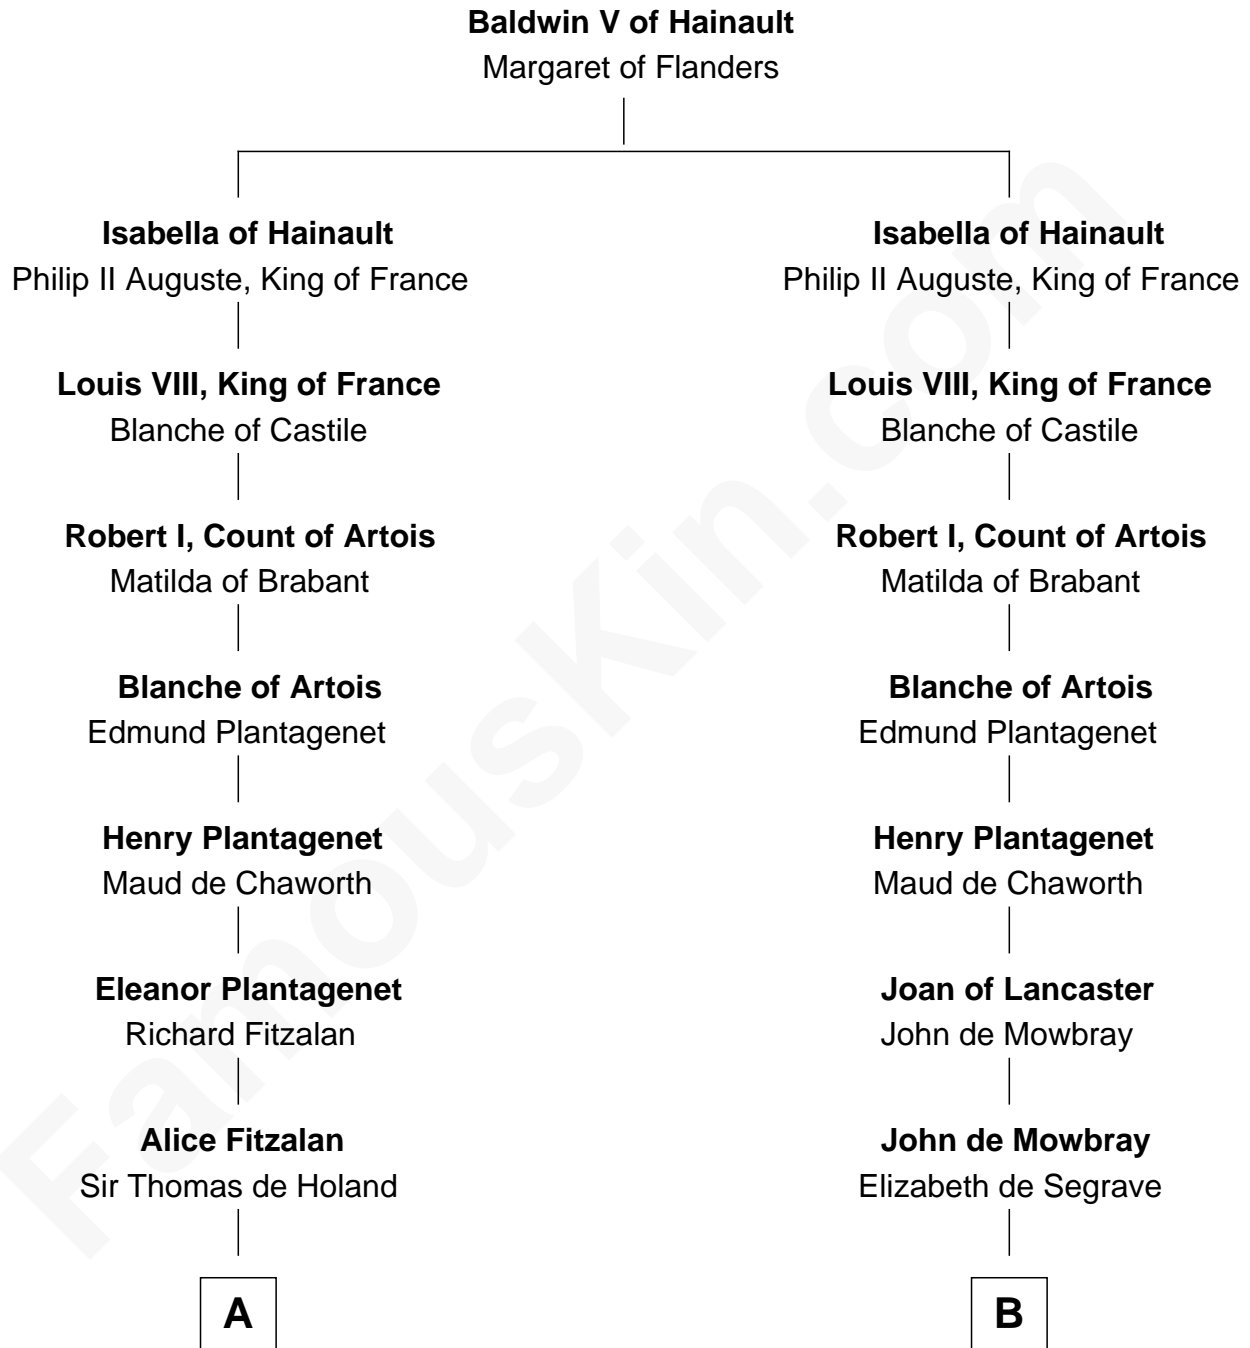 Baldwin V of Hainault
Margaret of Flanders
Isabella of Hainault
Philip II Auguste, King of France
Louis VIII, King of France
Blanche of Castile
Robert I, Count of Artois
Matilda of Brabant
Blanche of Artois
Edmund Plantagenet
Henry Plantagenet
Maud de Chaworth
Eleanor Plantagenet
Richard Fitzalan
Alice Fitzalan
Sir Thomas de Holand
A
Isabella of Hainault
Philip II Auguste, King of France
Louis VIII, King of France
Blanche of Castile
Robert I, Count of Artois
Matilda of Brabant
Blanche of Artois
Edmund Plantagenet
Henry Plantagenet
Maud de Chaworth
Joan of Lancaster
John de Mowbray
John de Mowbray
Elizabeth de Segrave
B
FamousKin.com